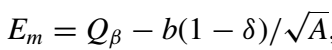 E_m = Q_β − b(1 − δ)/√A,